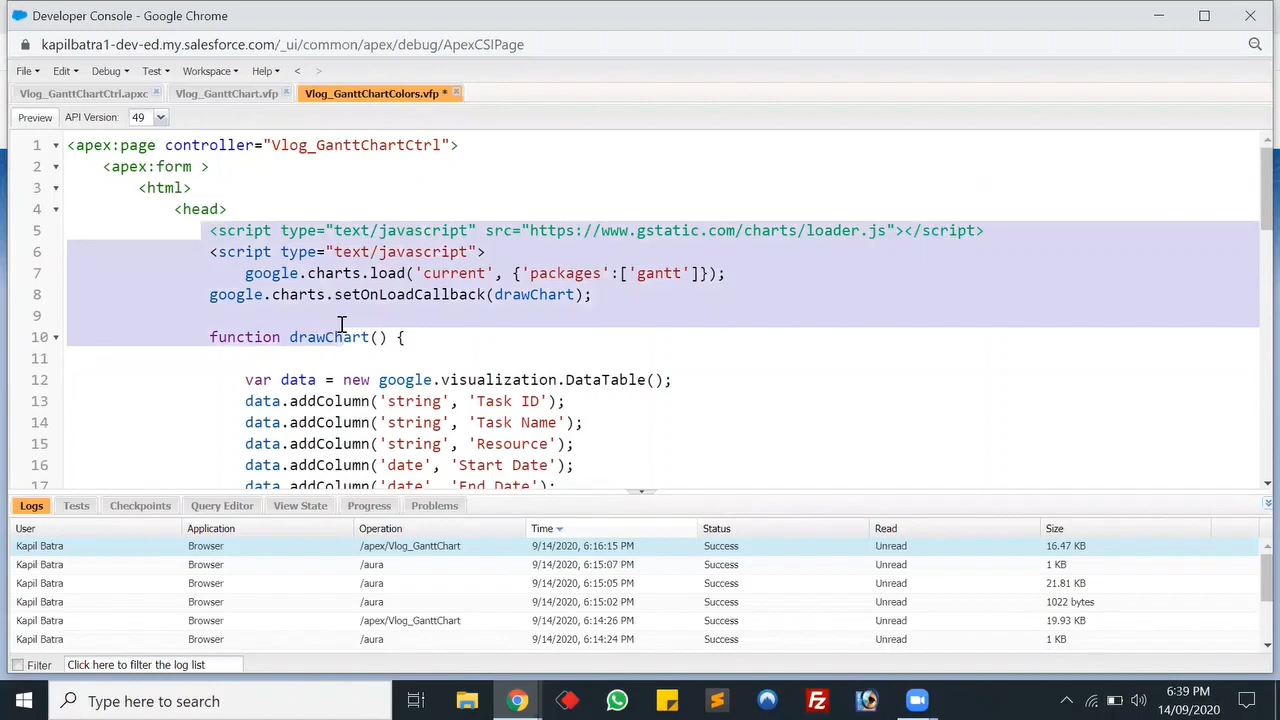 Developer Console - Google Chrome
kapilbatra1-dev-ed.my.salesforce.com/_ui/common/apex/debug/ApexCSIPage
File Edit Debug Test Workspace Help < >
Vlog_GanttChartCtrl.apxc Vlog_GanttChart.vfp Vlog_GanttChartColors.vfp *
Preview API Version: 49
1 <apex:page controller="Vlog_GanttChartCtrl">
2 <apex:form >
3 <html>
4 <head>
5 <script type="text/javascript" src="https://www.gstatic.com/charts/loader.js"></script>
6 <script type="text/javascript">
7 google.charts.load('current', {'packages':['gantt']});
8 google.charts.setOnLoadCallback(drawChart);
9
10 function drawChart() {
11
12 var data = new google.visualization.DataTable();
13 data.addColumn('string', 'Task ID');
14 data.addColumn('string', 'Task Name');
15 data.addColumn('string', 'Resource');
16 data.addColumn('date', 'Start Date');
17 data.addColumn('date', 'End Date');
Logs Tests Checkpoints Query Editor View State Progress Problems
User Application Operation Time Status Read Size
Kapil Batra Browser /apex/Vlog_GanttChart 9/14/2020, 6:16:15 PM Success Unread 16.47 KB
Kapil Batra Browser /aura 9/14/2020, 6:15:07 PM Success Unread 1 KB
Kapil Batra Browser /aura 9/14/2020, 6:15:05 PM Success Unread 21.81 KB
Kapil Batra Browser /aura 9/14/2020, 6:15:02 PM Success Unread 1022 bytes
Kapil Batra Browser /apex/Vlog_GanttChart 9/14/2020, 6:14:26 PM Success Unread 19.93 KB
Kapil Batra Browser /aura 9/14/2020, 6:14:24 PM Success Unread 1 KB
Filter Click here to filter the log list
Type here to search
6:39 PM
14/09/2020